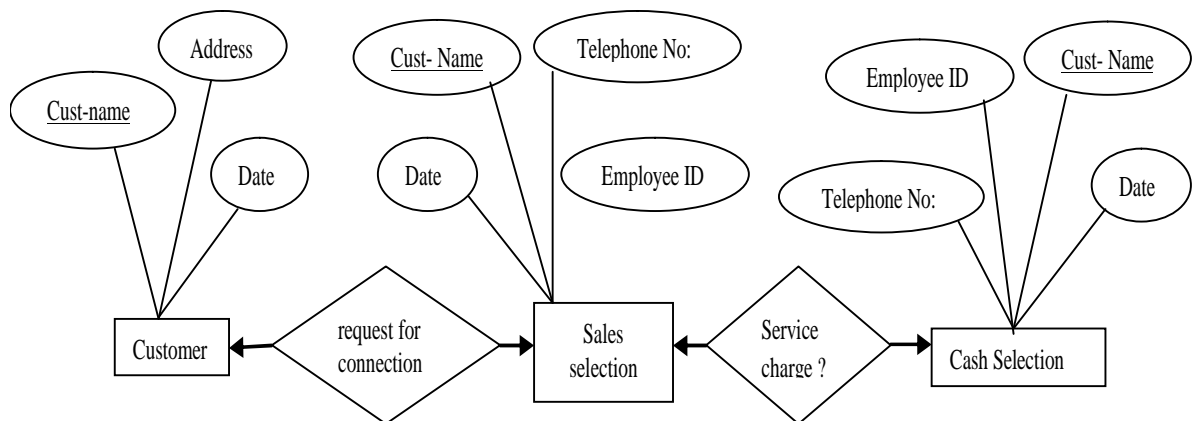 Address
Cust- Name
Telephone No:
Cust- Name
Employee ID
Cust-name
Date
Date
Employee ID
Telephone No:
Date
Customer
request for
connection
Sales
selection
Service
charge ?
Cash Selection